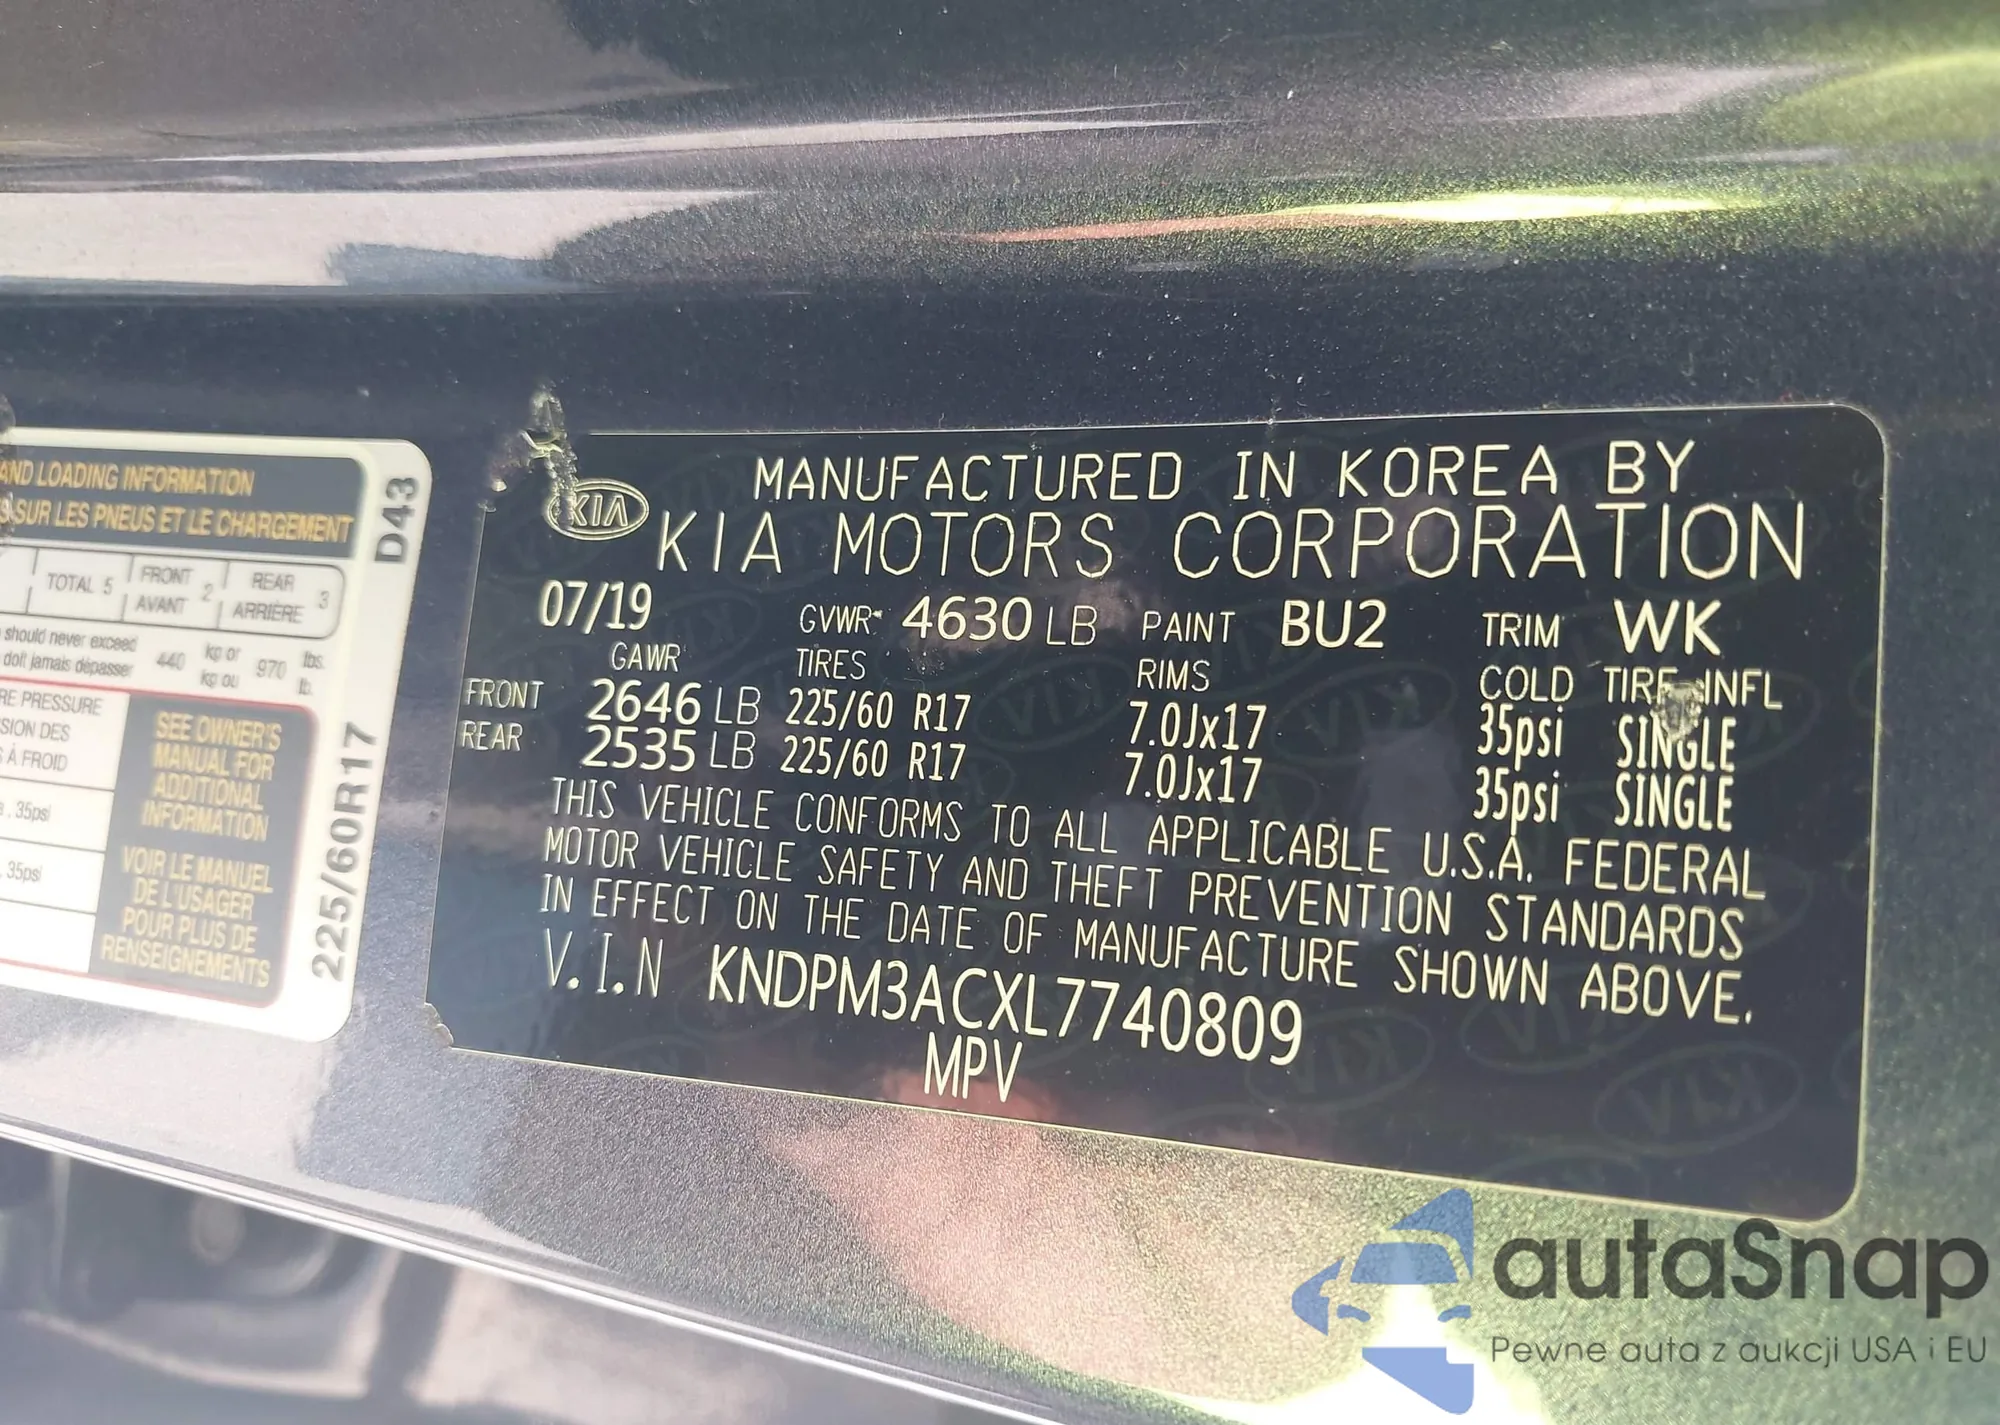 AND LOADING INFORMATION
SUR LES PNEUS ET LE CHARGEMENT
TOTAL 5
FRONT
AVANT
2
REAR
ARRIÈRE
3
should never exceed
doit jamais dépasser
440
kg or
kg ou
970
lbs.
lb.
RE PRESSURE
SION DES
À FROID
35psi
35psi
SEE OWNER'S
MANUAL FOR
ADDITIONAL
INFORMATION
VOIR LE MANUEL
DE L'USAGER
POUR PLUS DE
RENSEIGNEMENTS
D43
225/60R17
KIA
MANUFACTURED IN KOREA BY
KIA MOTORS CORPORATION
07/19 GVWR 4630 LB PAINT BU2 TRIM WK
GAWR TIRES RIMS COLD TIRE INFL
FRONT 2646 LB 225/60 R17 7.0Jx17 35psi SINGLE
REAR 2535 LB 225/60 R17 7.0Jx17 35psi SINGLE
THIS VEHICLE CONFORMS TO ALL APPLICABLE U.S.A. FEDERAL
MOTOR VEHICLE SAFETY AND THEFT PREVENTION STANDARDS
IN EFFECT ON THE DATE OF MANUFACTURE SHOWN ABOVE.
V.I.N KNDPM3ACXL7740809
MPV
autaSnap
Pewne auta z aukcji USA i EU